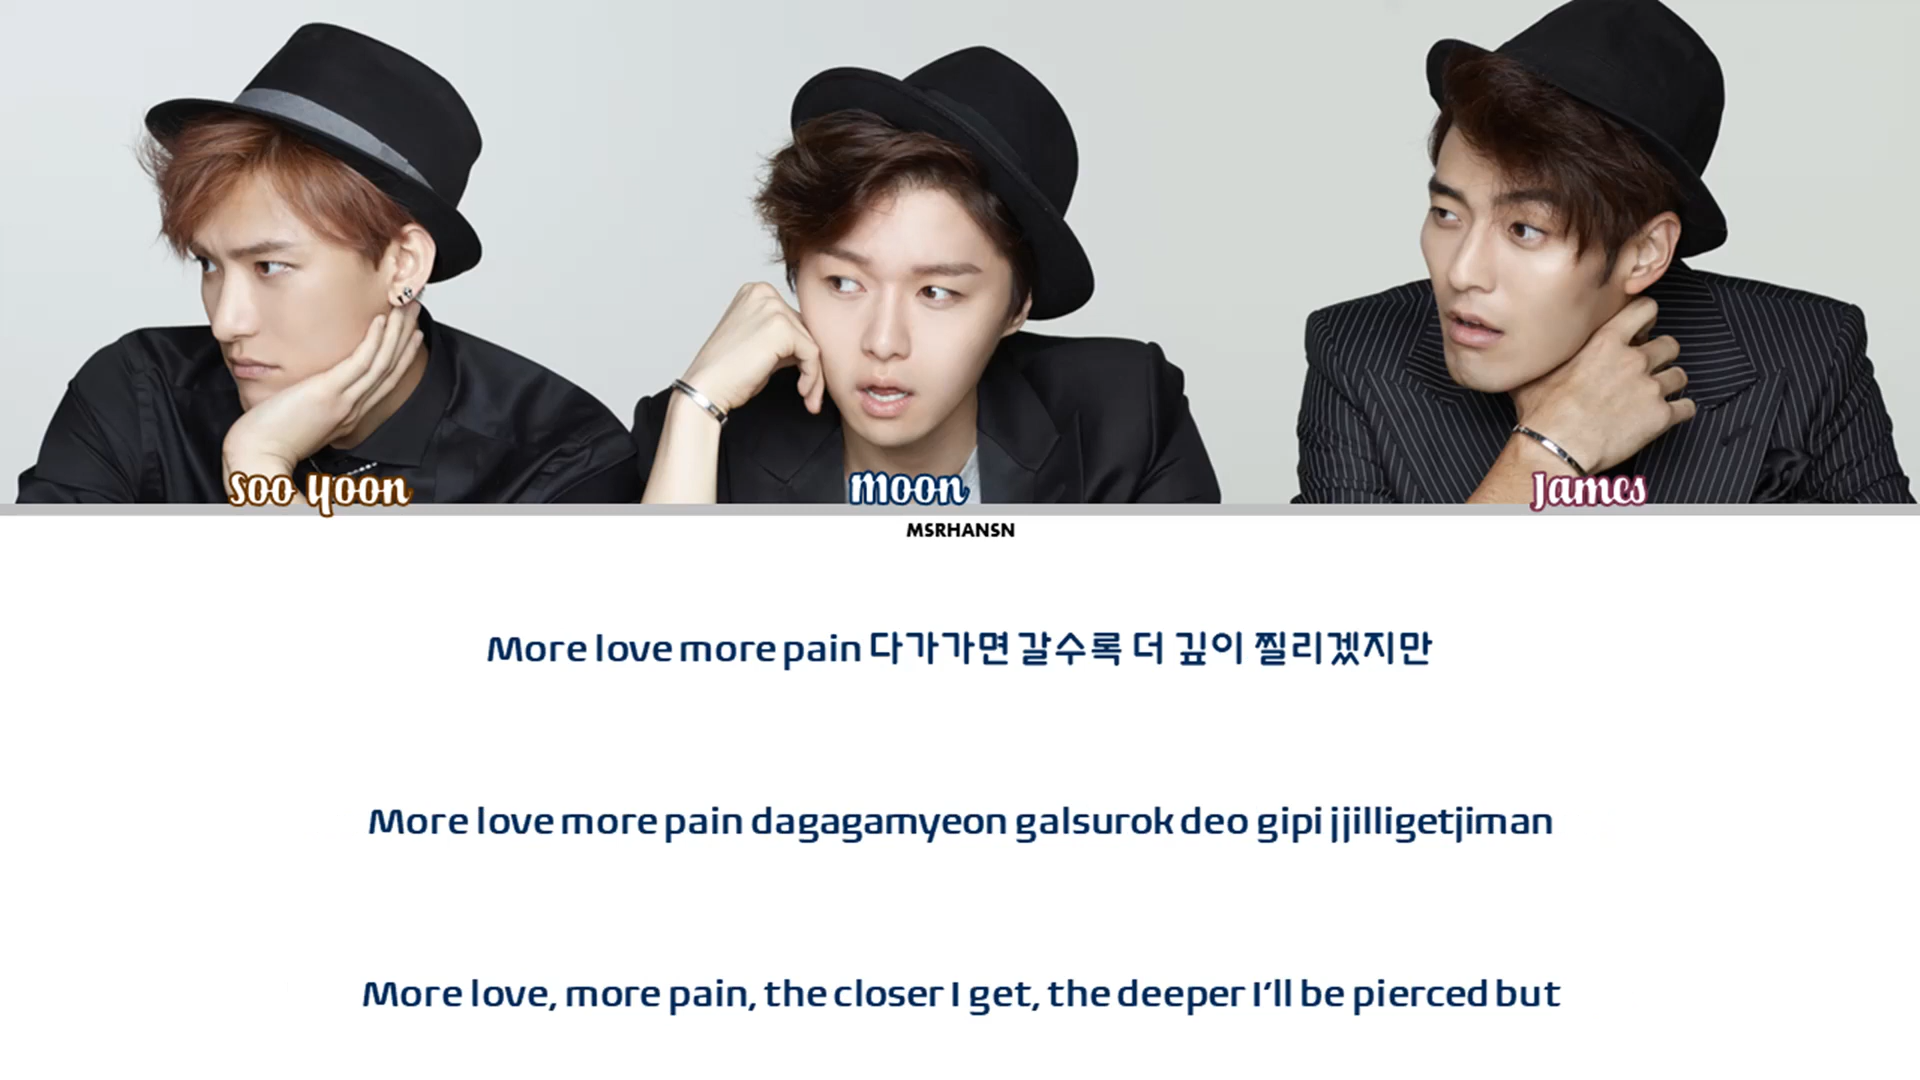 Soo Yoon Moon James
MSRHANSN
More love more pain 다가가면 갈수록 더 깊이 찔리겠지만
More love more pain dagagamyeon galsurok deo gipi jjilligetjiman
More love, more pain, the closer I get, the deeper I'll be pierced but